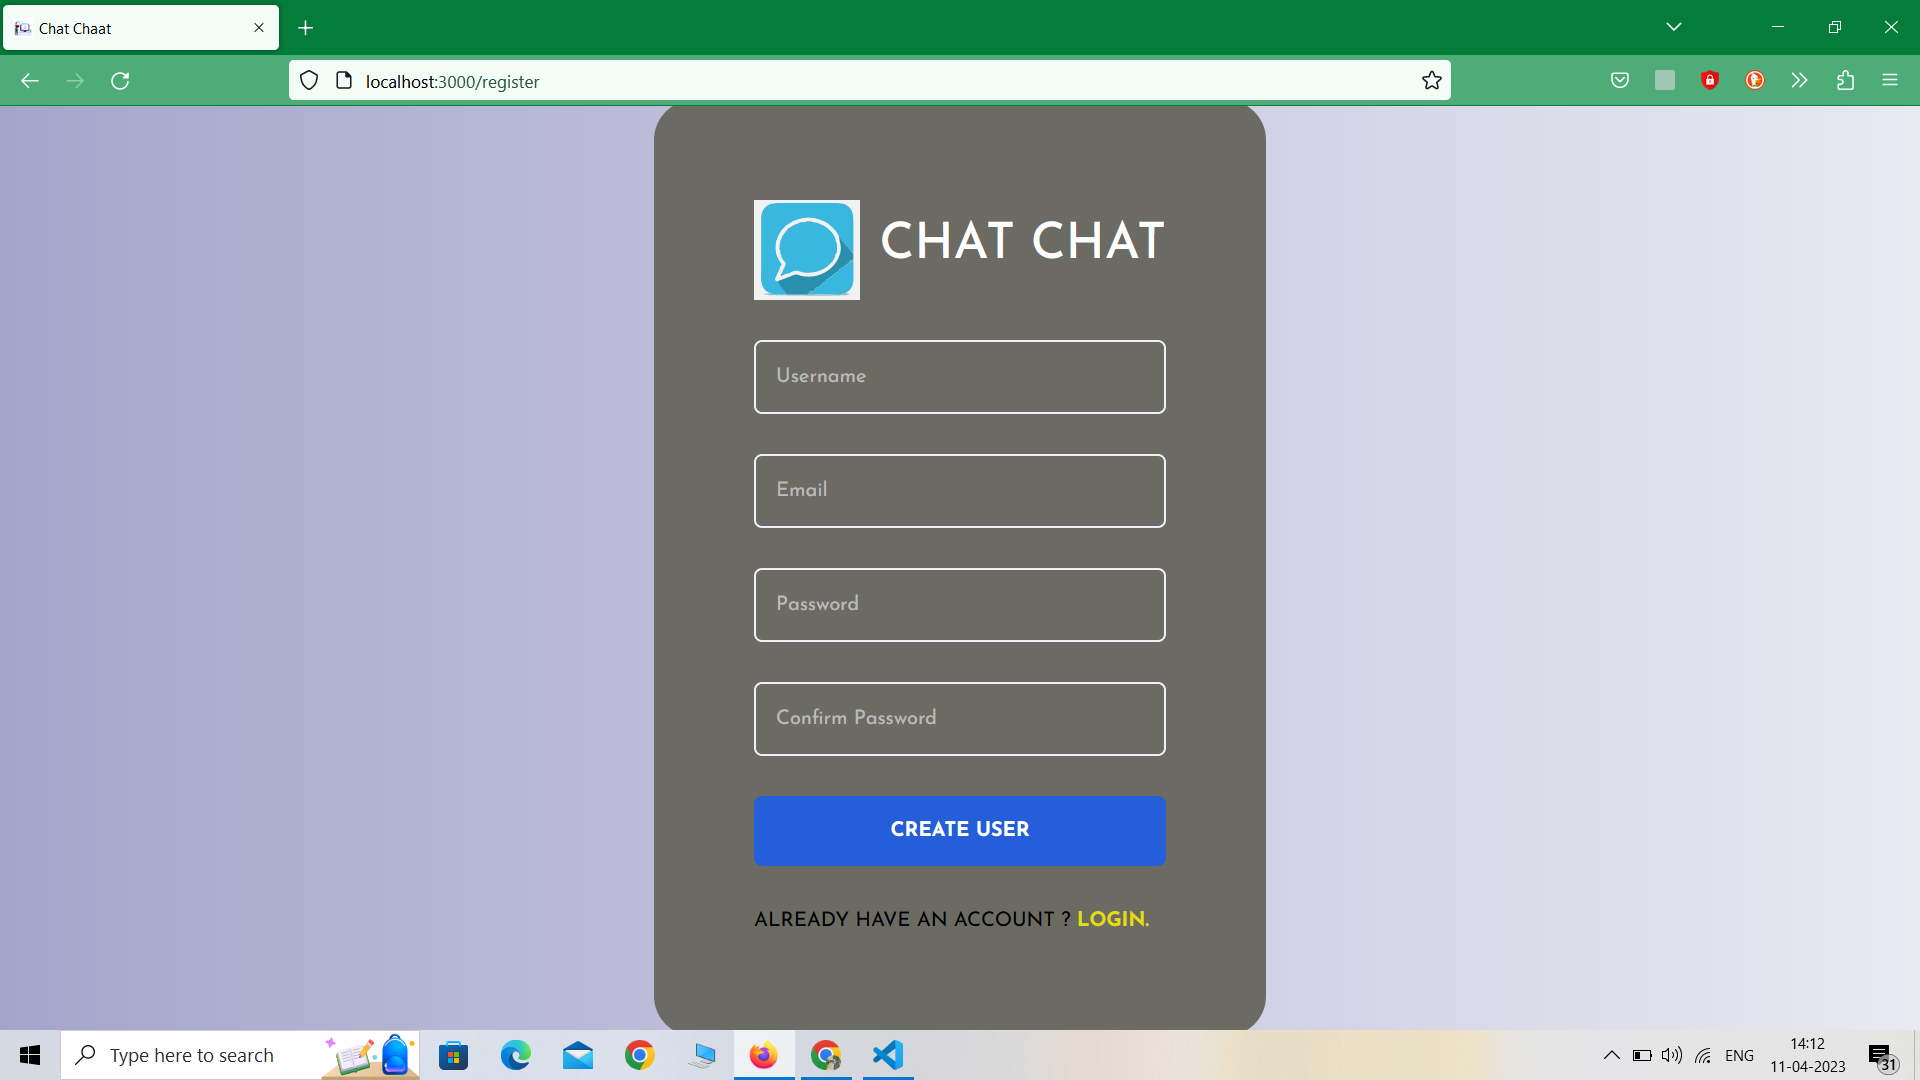 Chat Chaat
localhost:3000/register
CHAT CHAT
Username
Email
Password
Confirm Password
CREATE USER
ALREADY HAVE AN ACCOUNT ? LOGIN.
Type here to search
ENG
14:12
11-04-2023
31